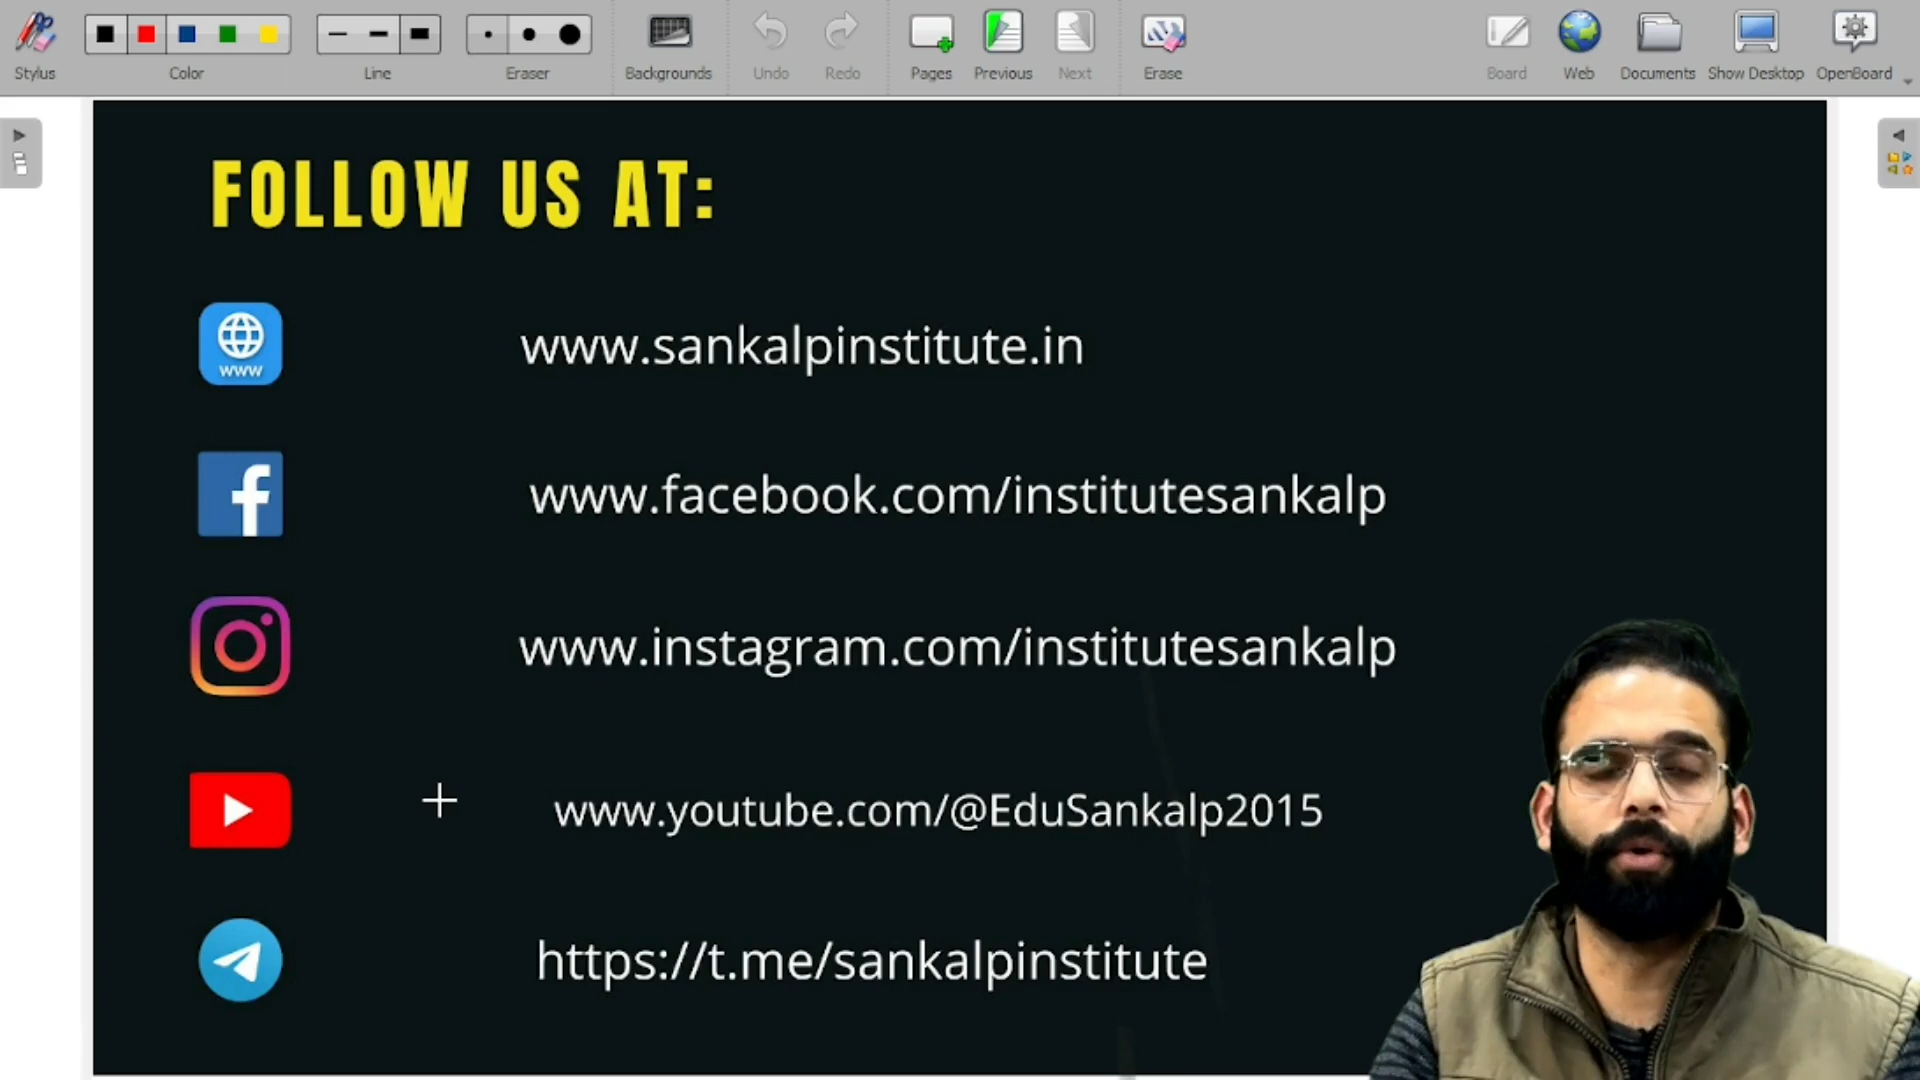 Stylus
Color
Line
Eraser
Backgrounds
Undo
Redo
Pages
Previous
Next
Erase
Board
Web
Documents
Show Desktop
OpenBoard
FOLLOW US AT:
www
www.sankalpinstitute.in
f
www.facebook.com/institutesankalp
www.instagram.com/institutesankalp
www.youtube.com/@EduSankalp2015
https://t.me/sankalpinstitute